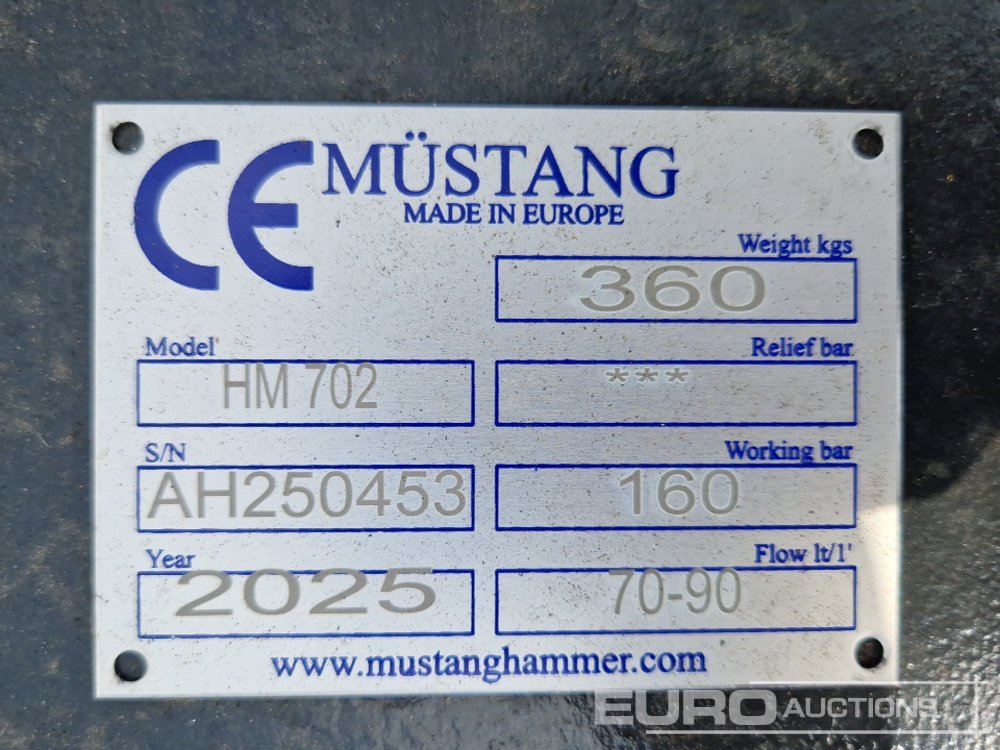 CE MÜSTANG
MADE IN EUROPE
Weight kgs
360
Model Relief bar
HM 702 ***
S/N Working bar
AH250453 160
Year Flow lt/1'
2025 70-90
www.mustanghammer.com
EURO AUCTIONS